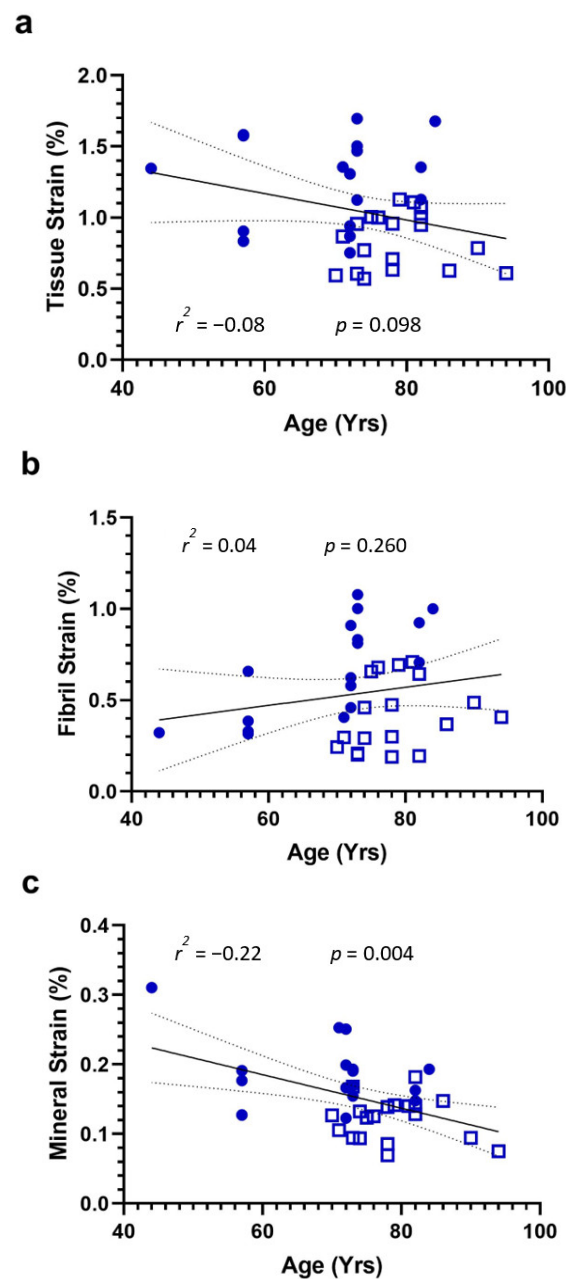 a
2.0
1.5
1.0
0.5
0.0
Tissue Strain (%)
r² = −0.08 p = 0.098
40 60 80 100
Age (Yrs)
b
1.5
1.0
0.5
0.0
Fibril Strain (%)
r² = 0.04 p = 0.260
40 60 80 100
Age (Yrs)
c
0.4
0.3
0.2
0.1
0.0
Mineral Strain (%)
r² = −0.22 p = 0.004
40 60 80 100
Age (Yrs)